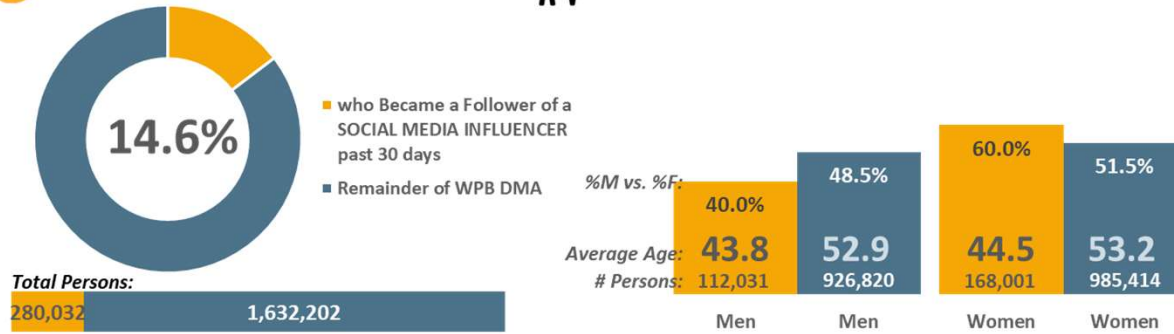 14.6%
who Became a Follower of a
SOCIAL MEDIA INFLUENCER
past 30 days
Remainder of WPB DMA
Total Persons:
280,032 1,632,202
%M vs. %F: 40.0% 48.5% 60.0% 51.5%
Average Age: 43.8 52.9 44.5 53.2
# Persons: 112,031 926,820 168,001 985,414
Men Men Women Women